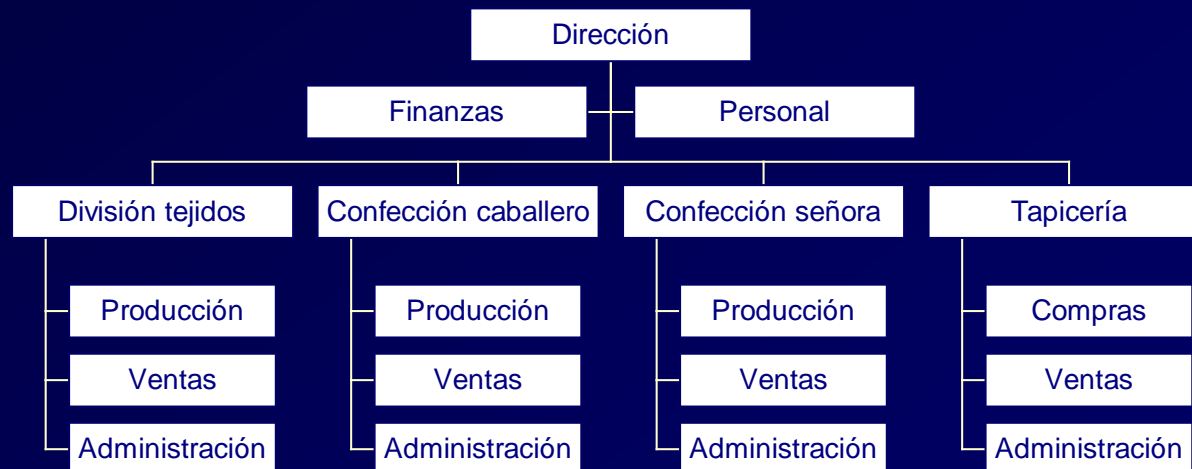 Dirección
Finanzas
Personal
División tejidos
Confección caballero
Confección señora
Tapicería
Producción
Producción
Producción
Compras
Ventas
Ventas
Ventas
Ventas
Administración
Administración
Administración
Administración